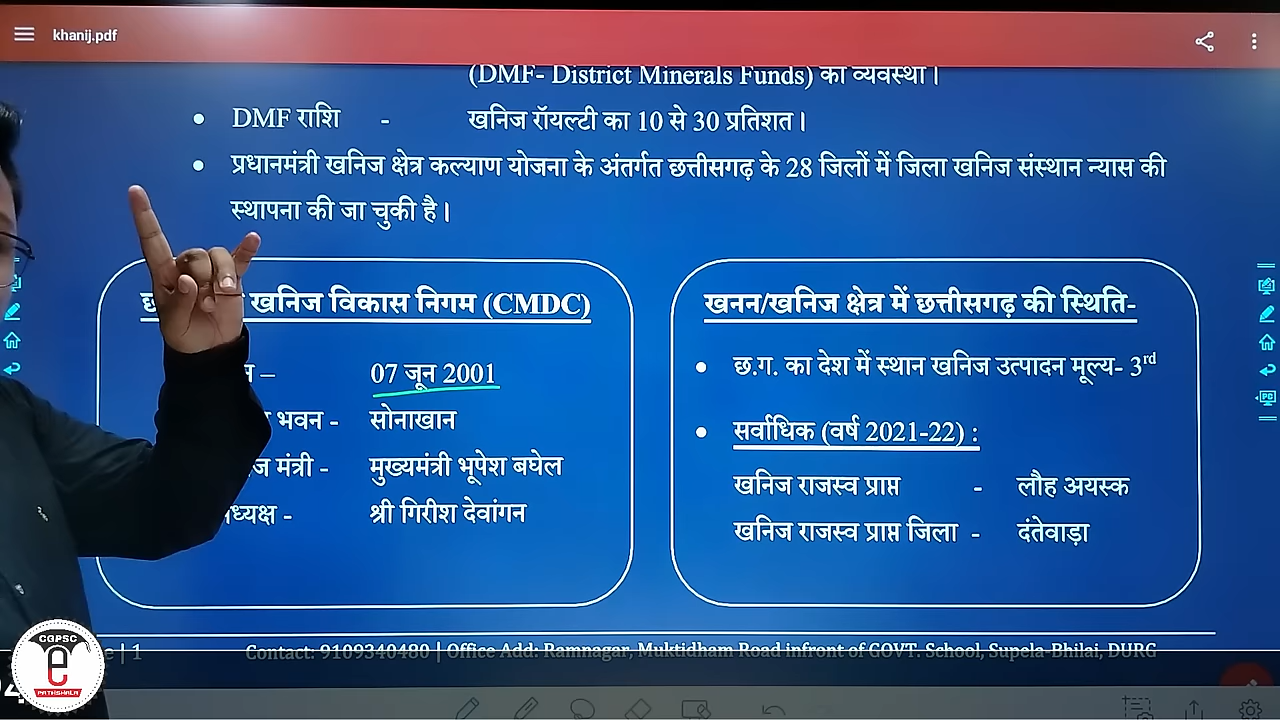 khanij.pdf
(DMF- District Minerals Funds) की व्यवस्था।
• DMF राशि - खनिज रॉयल्टी का 10 से 30 प्रतिशत।
• प्रधानमंत्री खनिज क्षेत्र कल्याण योजना के अंतर्गत छत्तीसगढ़ के 28 जिलों में जिला खनिज संस्थान न्यास की
स्थापना की जा चुकी है।
खनिज विकास निगम (CMDC)
– 07 जून 2001
भवन - सोनाखान
मंत्री - मुख्यमंत्री भूपेश बघेल
- श्री गिरीश देवांगन
खनन/खनिज क्षेत्र में छत्तीसगढ़ की स्थिति-
• छ.ग. का देश में स्थान खनिज उत्पादन मूल्य- 3rd
• सर्वाधिक (वर्ष 2021-22) :
खनिज राजस्व प्राप्त - लौह अयस्क
खनिज राजस्व प्राप्त जिला - दंतेवाड़ा
| 1
Contact: 9109340480 | Office Add: Ramnagar, Muktidham Road infront of GOVT. School, Supela-Bhilai, DURG
CGPSC
e
PATHSHALA
PC